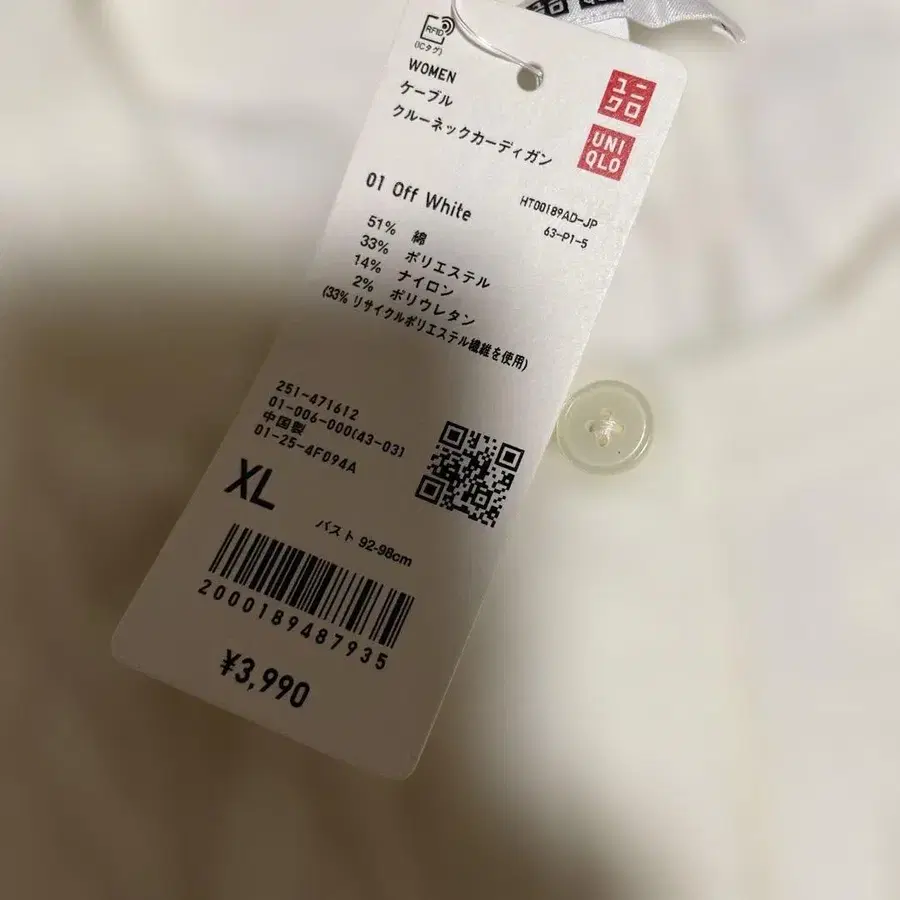 RFID
(ICタグ)
WOMEN
ケーブル
クルーネックカーディガン
ユニ
クロ
UNI
QLO
01 Off White
HT00189AD-JP
63-P1-5
51% 綿
33% ポリエステル
14% ナイロン
2% ポリウレタン
(33% リサイクルポリエステル繊維を使用)
251-471612
01-006-000(43-03)
中国製
01-25-4F094A
XL
バスト 92-98cm
2000189487935
¥3,990